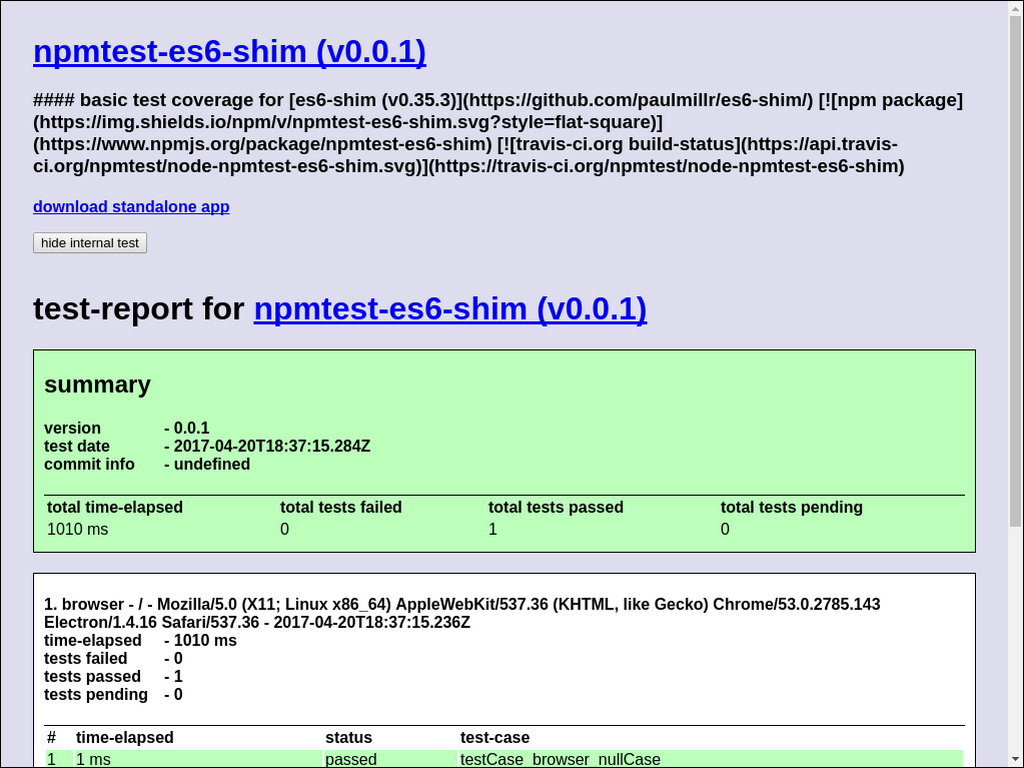 npmtest-es6-shim (v0.0.1)
#### basic test coverage for [es6-shim (v0.35.3)](https://github.com/paulmillr/es6-shim/) [![npm package]
(https://img.shields.io/npm/v/npmtest-es6-shim.svg?style=flat-square)]
(https://www.npmjs.org/package/npmtest-es6-shim) [![travis-ci.org build-status](https://api.travis-
ci.org/npmtest/node-npmtest-es6-shim.svg)](https://travis-ci.org/npmtest/node-npmtest-es6-shim)
download standalone app
hide internal test
test-report for npmtest-es6-shim (v0.0.1)
summary
version - 0.0.1
test date - 2017-04-20T18:37:15.284Z
commit info - undefined
total time-elapsed total tests failed total tests passed total tests pending
1010 ms 0 1 0
1. browser - / - Mozilla/5.0 (X11; Linux x86_64) AppleWebKit/537.36 (KHTML, like Gecko) Chrome/53.0.2785.143
Electron/1.4.16 Safari/537.36 - 2017-04-20T18:37:15.236Z
time-elapsed - 1010 ms
tests failed - 0
tests passed - 1
tests pending - 0
# time-elapsed status test-case
1 1 ms passed testCase_browser_nullCase